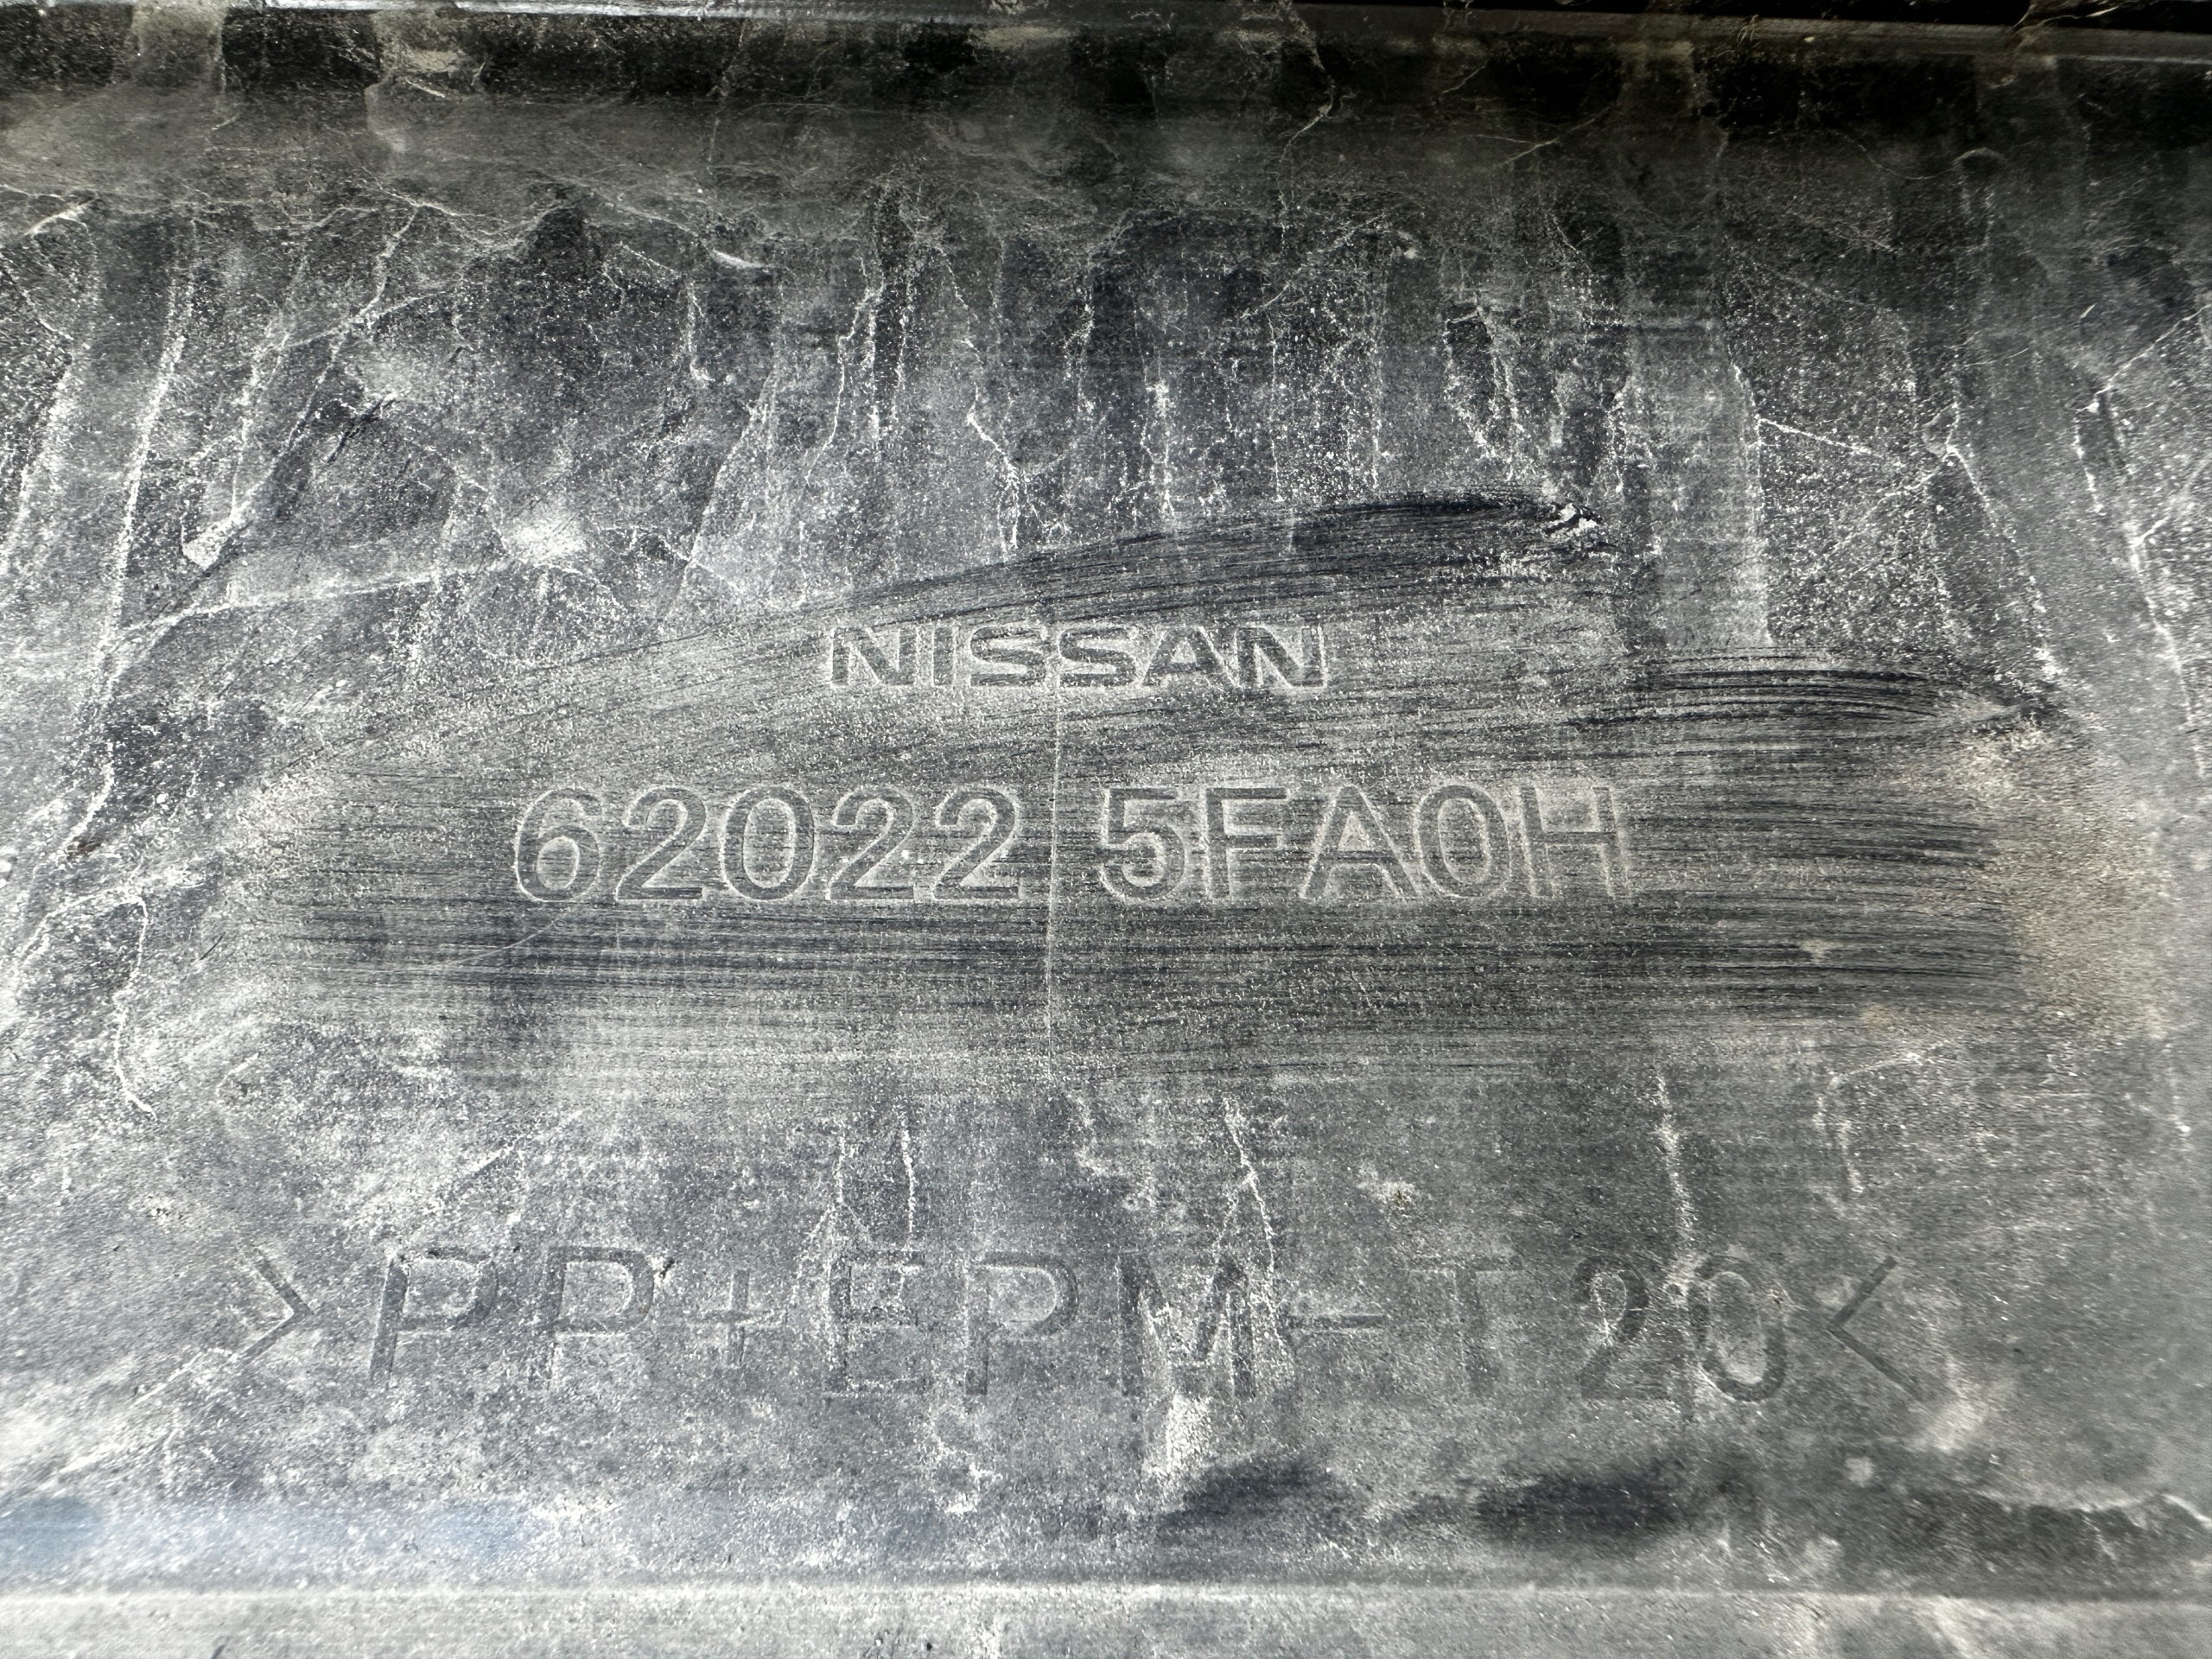 NISSAN
62022 5FA0H
>PP+EPM-T20<